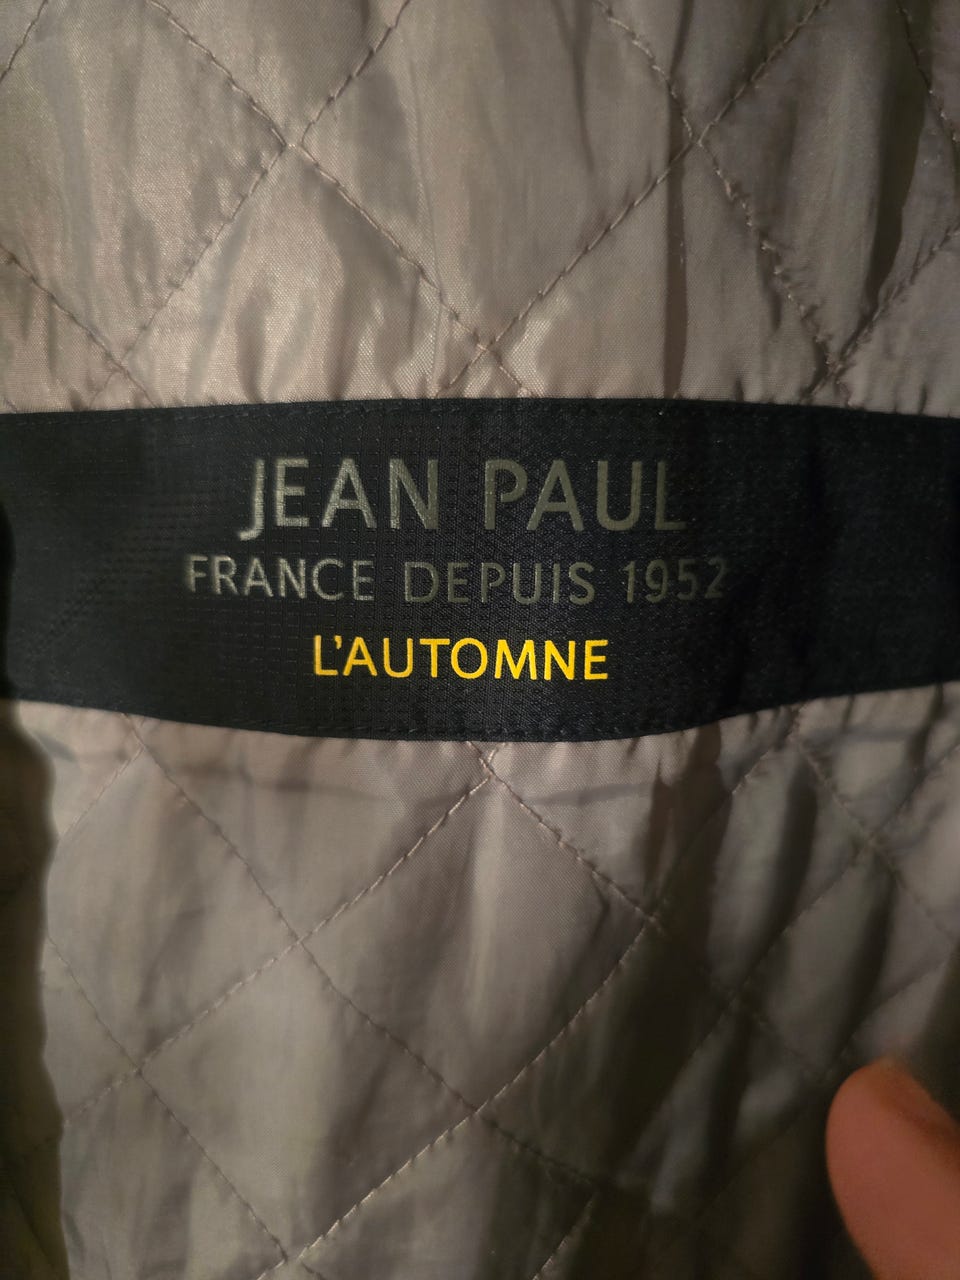 JEAN PAUL
FRANCE DEPUIS 1952
L'AUTOMNE